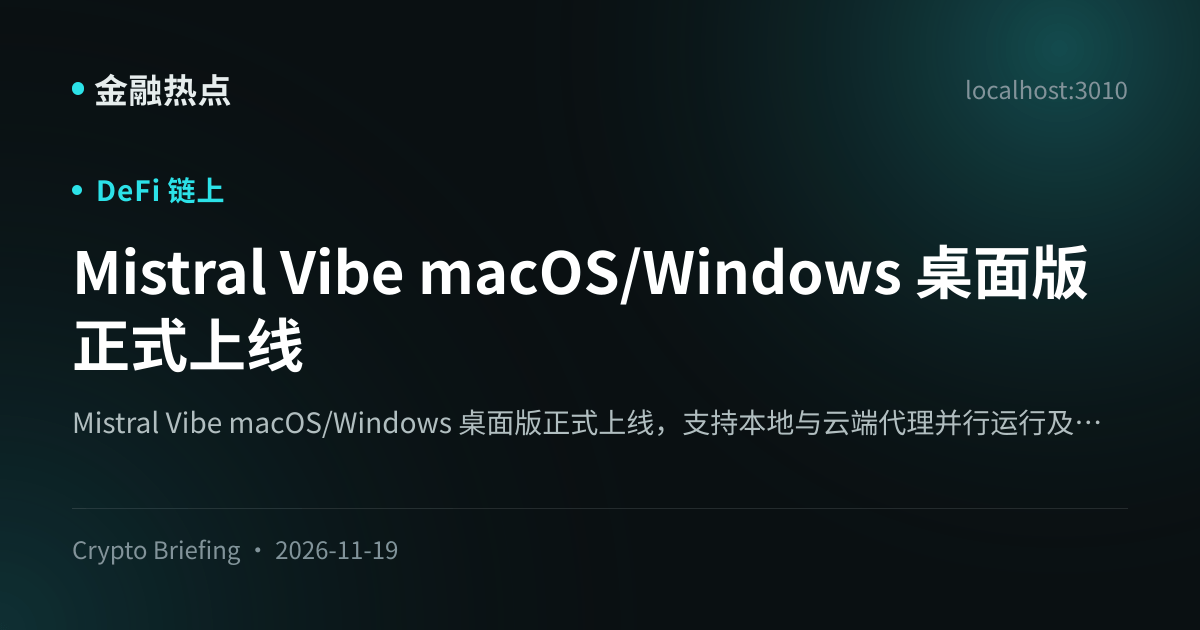 金融热点
localhost:3010
DeFi 链上
Mistral Vibe macOS/Windows 桌面版
正式上线
Mistral Vibe macOS/Windows 桌面版正式上线，支持本地与云端代理并行运行及…
Crypto Briefing · 2026-11-19